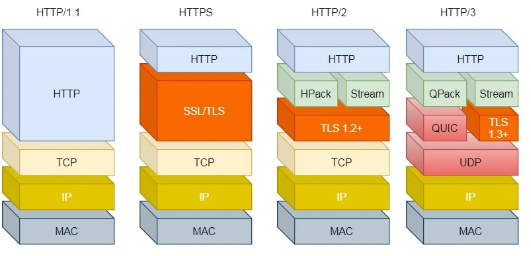 HTTP/1.1
HTTP
TCP
IP
MAC
HTTPS
HTTP
SSL/TLS
TCP
IP
MAC
HTTP/2
HTTP
HPack Stream
TLS 1.2+
TCP
IP
MAC
HTTP/3
HTTP
QPack Stream
QUIC
TLS
1.3+
UDP
IP
MAC